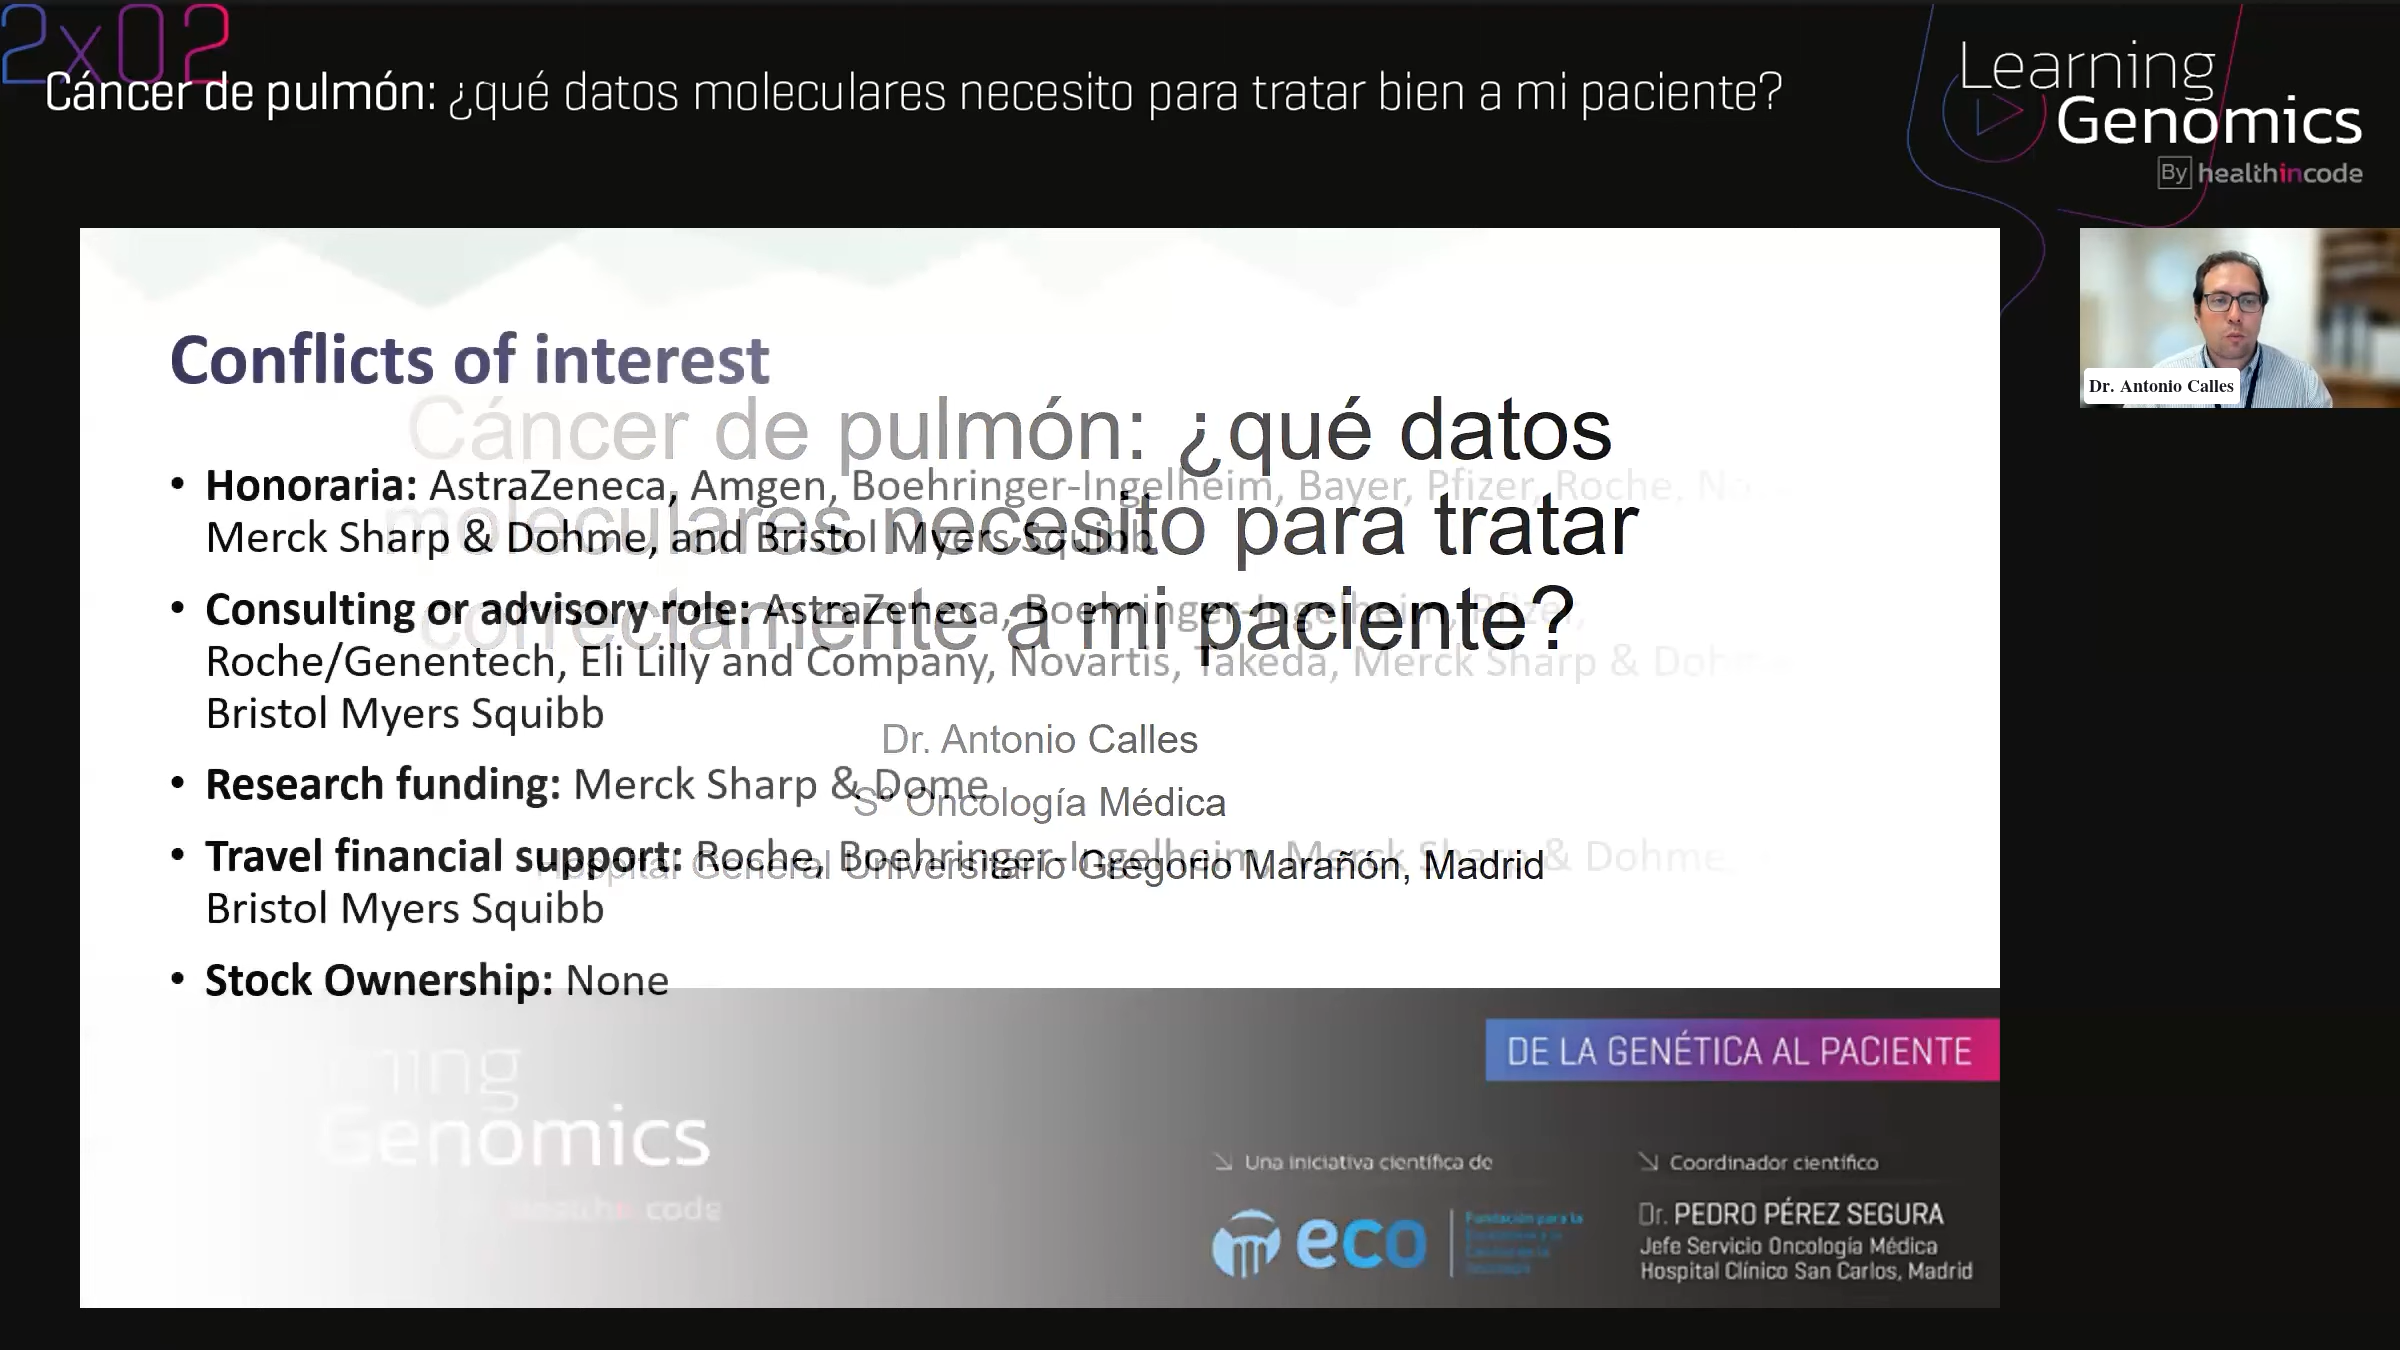 2x02
Cáncer de pulmón: ¿qué datos moleculares necesito para tratar bien a mi paciente?
Learning
Genomics
By healthincode
Dr. Antonio Calles
Conflicts of interest
Cáncer de pulmón: ¿qué datos
moleculares necesito para tratar
correctamente a mi paciente?
• Honoraria: AstraZeneca, Amgen, Boehringer-Ingelheim, Bayer, Pfizer, Roche,
Merck Sharp & Dohme, and Bristol Myers Squibb
• Consulting or advisory role: AstraZeneca, Boehringer-Ingelheim, Pfizer,
Roche/Genentech, Eli Lilly and Company, Novartis, Takeda, Merck Sharp &
Bristol Myers Squibb
Dr. Antonio Calles
• Research funding: Merck Sharp & Dome
Sº Oncología Médica
• Travel financial support: Roche, Boehringer-Ingelheim, Merck Sharp & Dohme
Hospital General Universitario Gregorio Marañón, Madrid
Bristol Myers Squibb
• Stock Ownership: None
DE LA GENÉTICA AL PACIENTE
Genomics
code
Una iniciativa científica de
eco
Coordinador científico
Dr. PEDRO PÉREZ SEGURA
Jefe Servicio Oncología Médica
Hospital Clínico San Carlos, Madrid